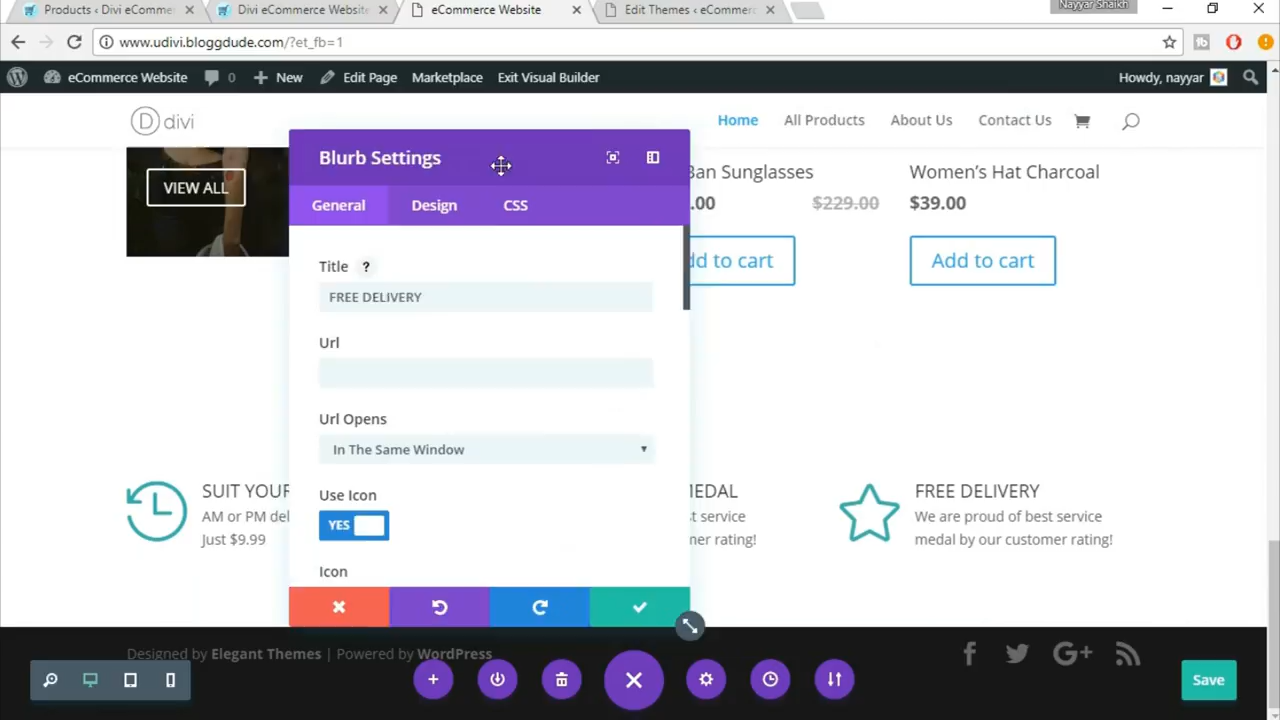 Products ‹ Divi eCommer
Divi eCommerce Website
eCommerce Website
Edit Themes ‹ eCommerc
Nayyar Shaikh
www.udivi.bloggdude.com/?et_fb=1
eCommerce Website
0
New
Edit Page
Marketplace
Exit Visual Builder
Howdy, nayyar
D divi
Home
All Products
About Us
Contact Us
VIEW ALL
Blurb Settings
General
Design
CSS
Ban Sunglasses
.00
$229.00
dd to cart
Women's Hat Charcoal
$39.00
Add to cart
Title ?
FREE DELIVERY
Url
Url Opens
In The Same Window
Use Icon
YES
Icon
SUIT YOUR
AM or PM del
Just $9.99
MEDAL
st service
mer rating!
FREE DELIVERY
We are proud of best service
medal by our customer rating!
Designed by Elegant Themes | Powered by WordPress
Save